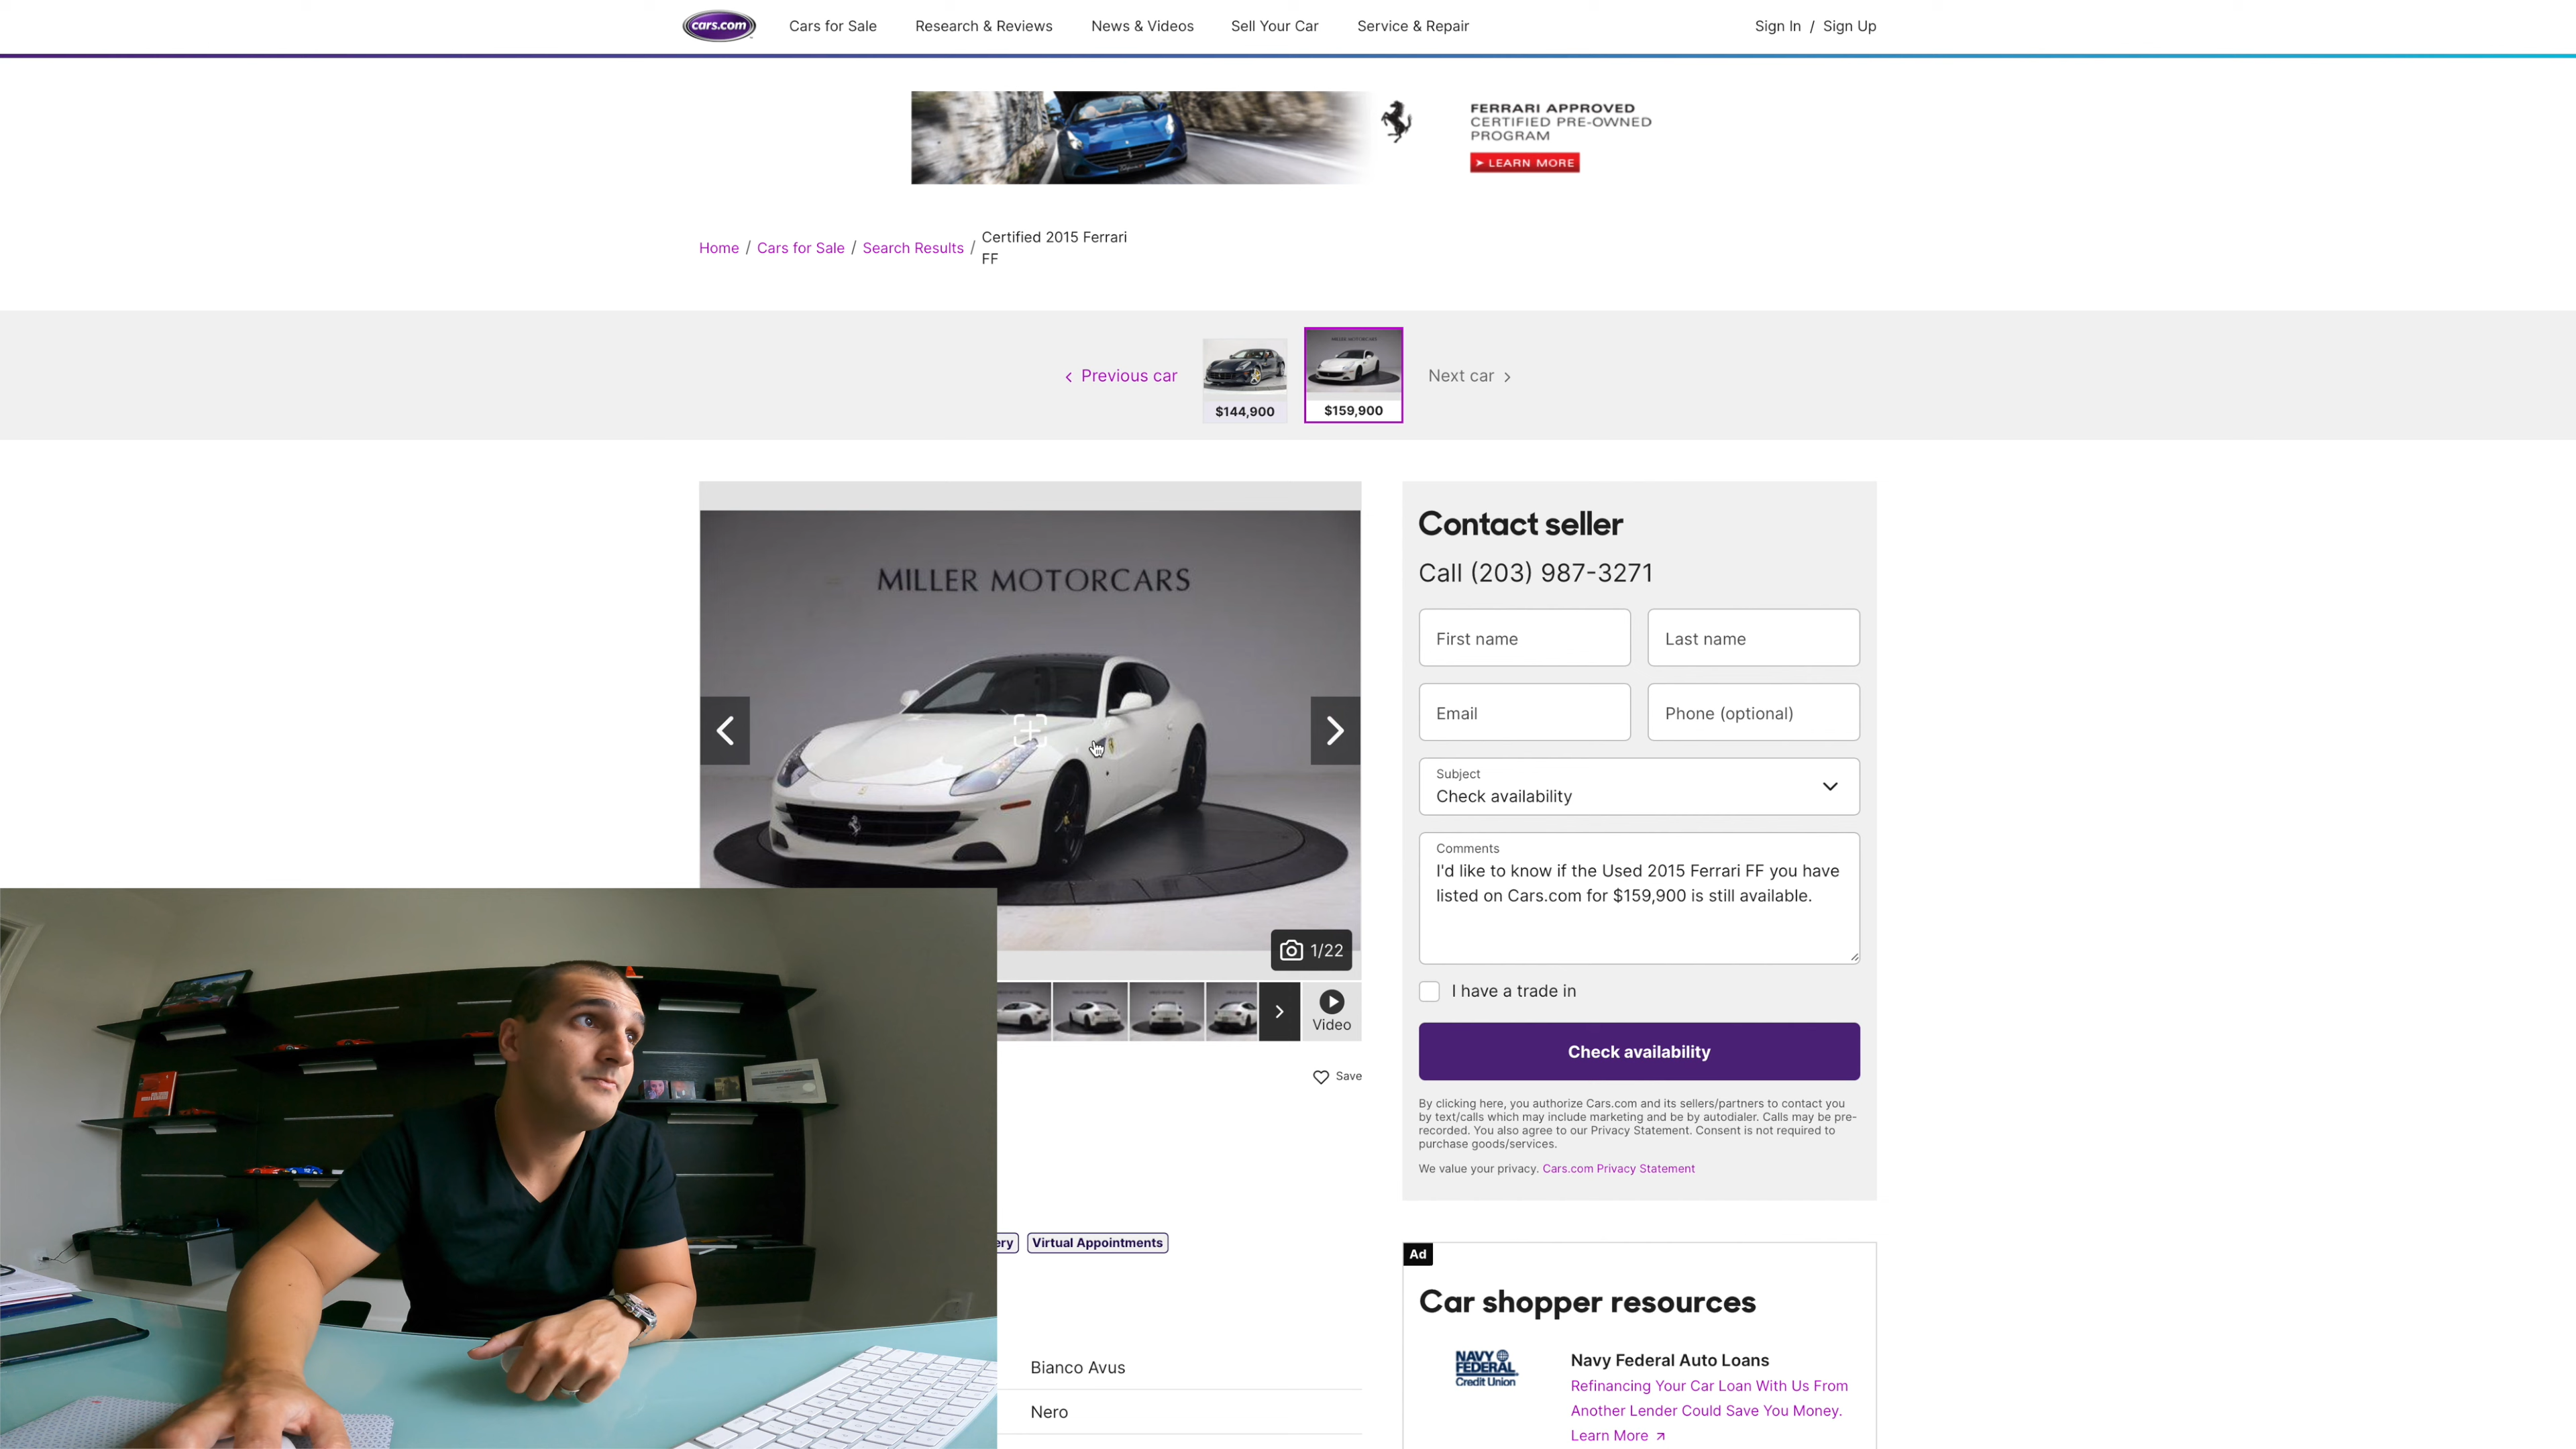 cars.com
Cars for Sale
Research & Reviews
News & Videos
Sell Your Car
Service & Repair
Sign In / Sign Up
FERRARI APPROVED
CERTIFIED PRE-OWNED
PROGRAM
LEARN MORE
Home / Cars for Sale / Search Results / Certified 2015 Ferrari
FF
Previous car
$144,900
MILLER MOTORCARS
$159,900
Next car
MILLER MOTORCARS
1/22
Video
Save
Contact seller
Call (203) 987-3271
First name
Last name
Email
Phone (optional)
Subject
Check availability
Comments
I'd like to know if the Used 2015 Ferrari FF you have
listed on Cars.com for $159,900 is still available.
I have a trade in
Check availability
By clicking here, you authorize Cars.com and its sellers/partners to contact you
by text/calls which may include marketing and be by autodialer. Calls may be pre-
recorded. You also agree to our Privacy Statement. Consent is not required to
purchase goods/services.
We value your privacy. Cars.com Privacy Statement
ery
Virtual Appointments
Bianco Avus
Nero
Ad
Car shopper resources
NAVY
FEDERAL
Credit Union
Navy Federal Auto Loans
Refinancing Your Car Loan With Us From
Another Lender Could Save You Money.
Learn More